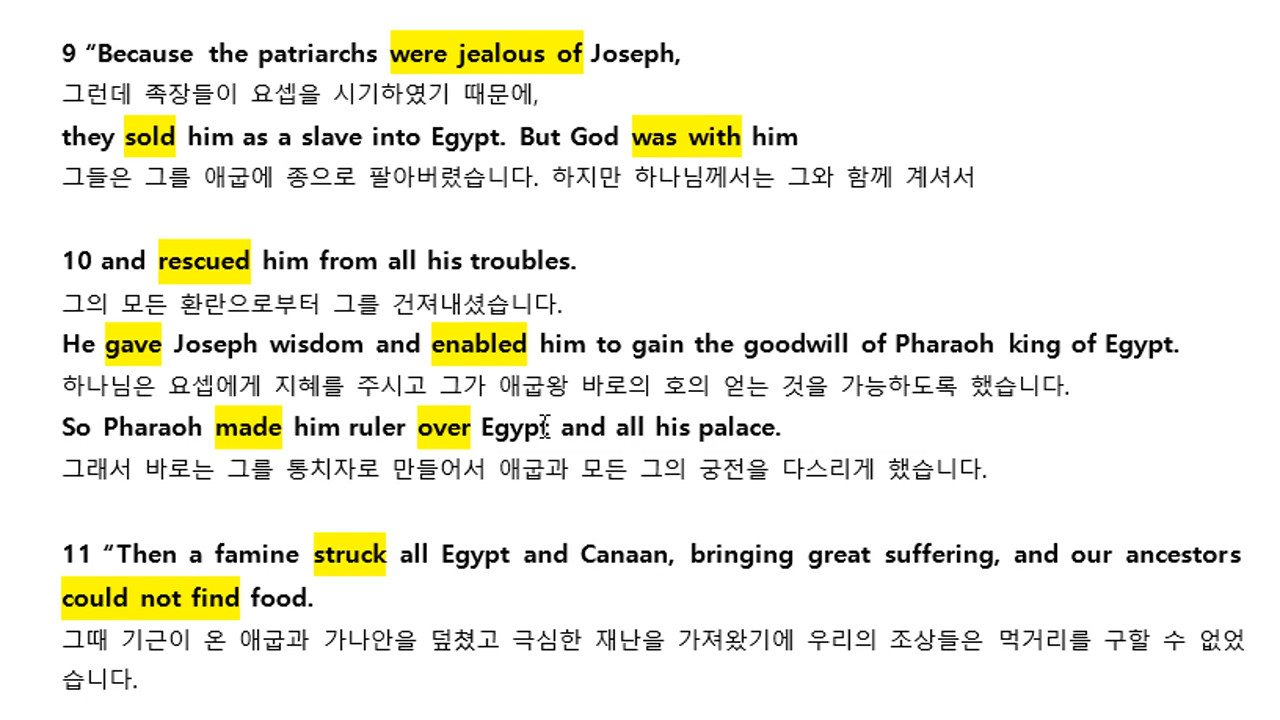 9 “Because the patriarchs were jealous of Joseph,
그런데 족장들이 요셉을 시기하였기 때문에,
they sold him as a slave into Egypt. But God was with him
그들은 그를 애굽에 종으로 팔아버렸습니다. 하지만 하나님께서는 그와 함께 계셔서
10 and rescued him from all his troubles.
그의 모든 환란으로부터 그를 건져내셨습니다.
He gave Joseph wisdom and enabled him to gain the goodwill of Pharaoh king of Egypt.
하나님은 요셉에게 지혜를 주시고 그가 애굽왕 바로의 호의 얻는 것을 가능하도록 했습니다.
So Pharaoh made him ruler over Egypt and all his palace.
그래서 바로는 그를 통치자로 만들어서 애굽과 모든 그의 궁전을 다스리게 했습니다.
11 “Then a famine struck all Egypt and Canaan, bringing great suffering, and our ancestors
could not find food.
그때 기근이 온 애굽과 가나안을 덮쳤고 극심한 재난을 가져왔기에 우리의 조상들은 먹거리를 구할 수 없었
습니다.